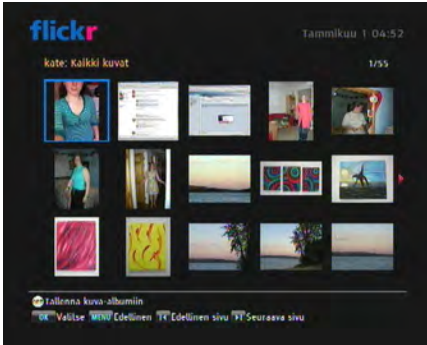 flickr
Tammikuu 1 04:52
kate: Kaikki kuvat
1/55
Tallenna kuva-albumiin
OK Valitse MENU Edellinen Edellinen sivu Seuraava sivu